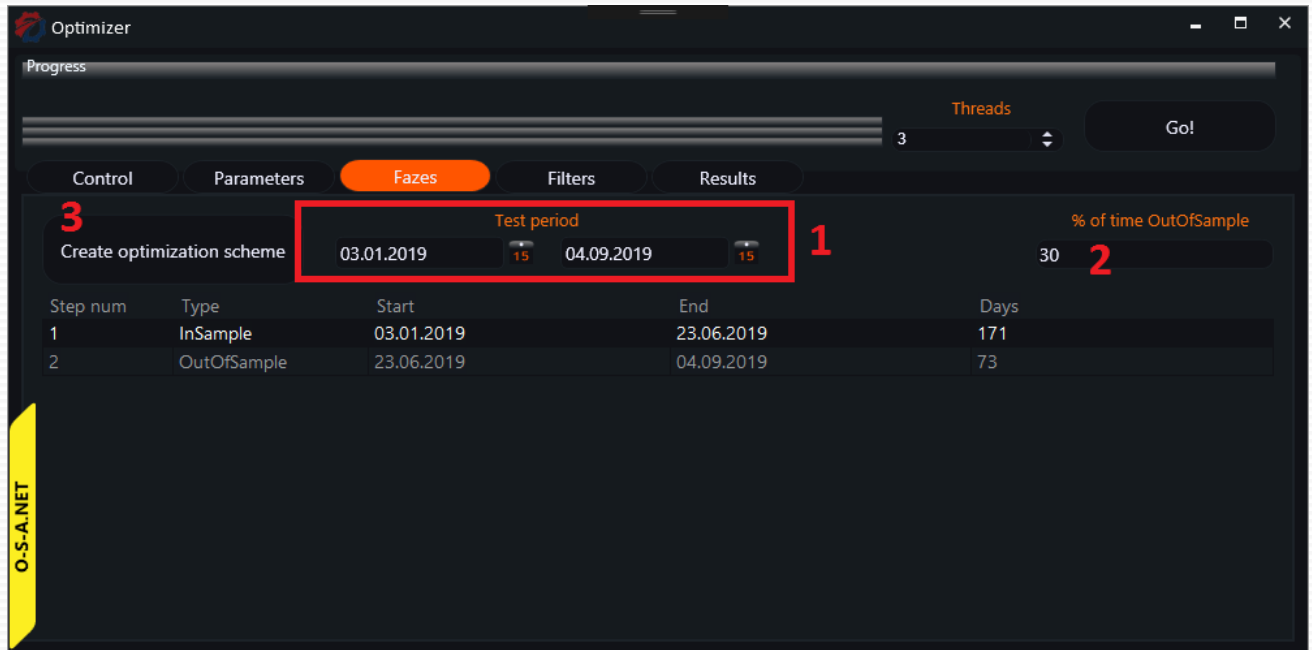 Optimizer
Progress
Threads
3
Go!
Control Parameters Fazes Filters Results
3
Test period
% of time OutOfSample
Create optimization scheme
03.01.2019 15 04.09.2019 15
1
30
2
Step num Type Start End Days
1 InSample 03.01.2019 23.06.2019 171
2 OutOfSample 23.06.2019 04.09.2019 73
O-S-A.NET